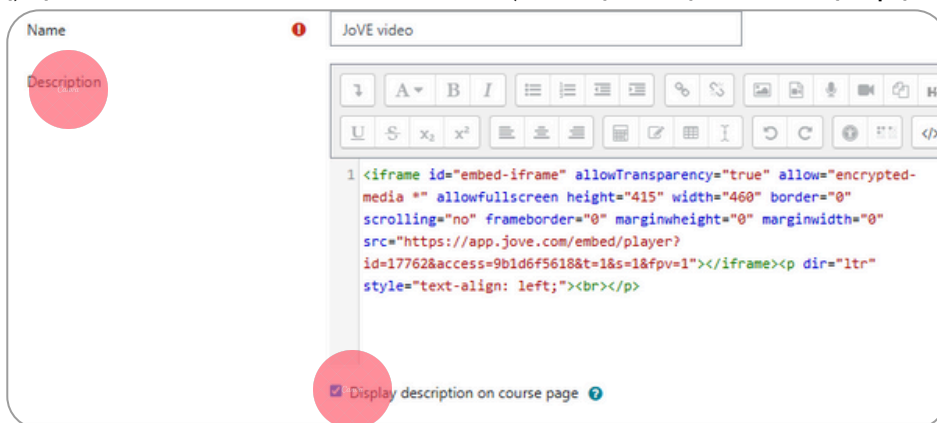 Name
JoVE video
Description
A B I
U S x₂ x² </>
1 <iframe id="embed-iframe" allowTransparency="true" allow="encrypted-
media *" allowfullscreen height="415" width="460" border="0"
scrolling="no" frameborder="0" marginwheight="0" marginwidth="0"
src="https://app.jove.com/embed/player?
id=17762&access=9b1d6f5618&t=1&s=1&fpv=1"></iframe><p dir="ltr"
style="text-align: left;"><br></p>
Display description on course page